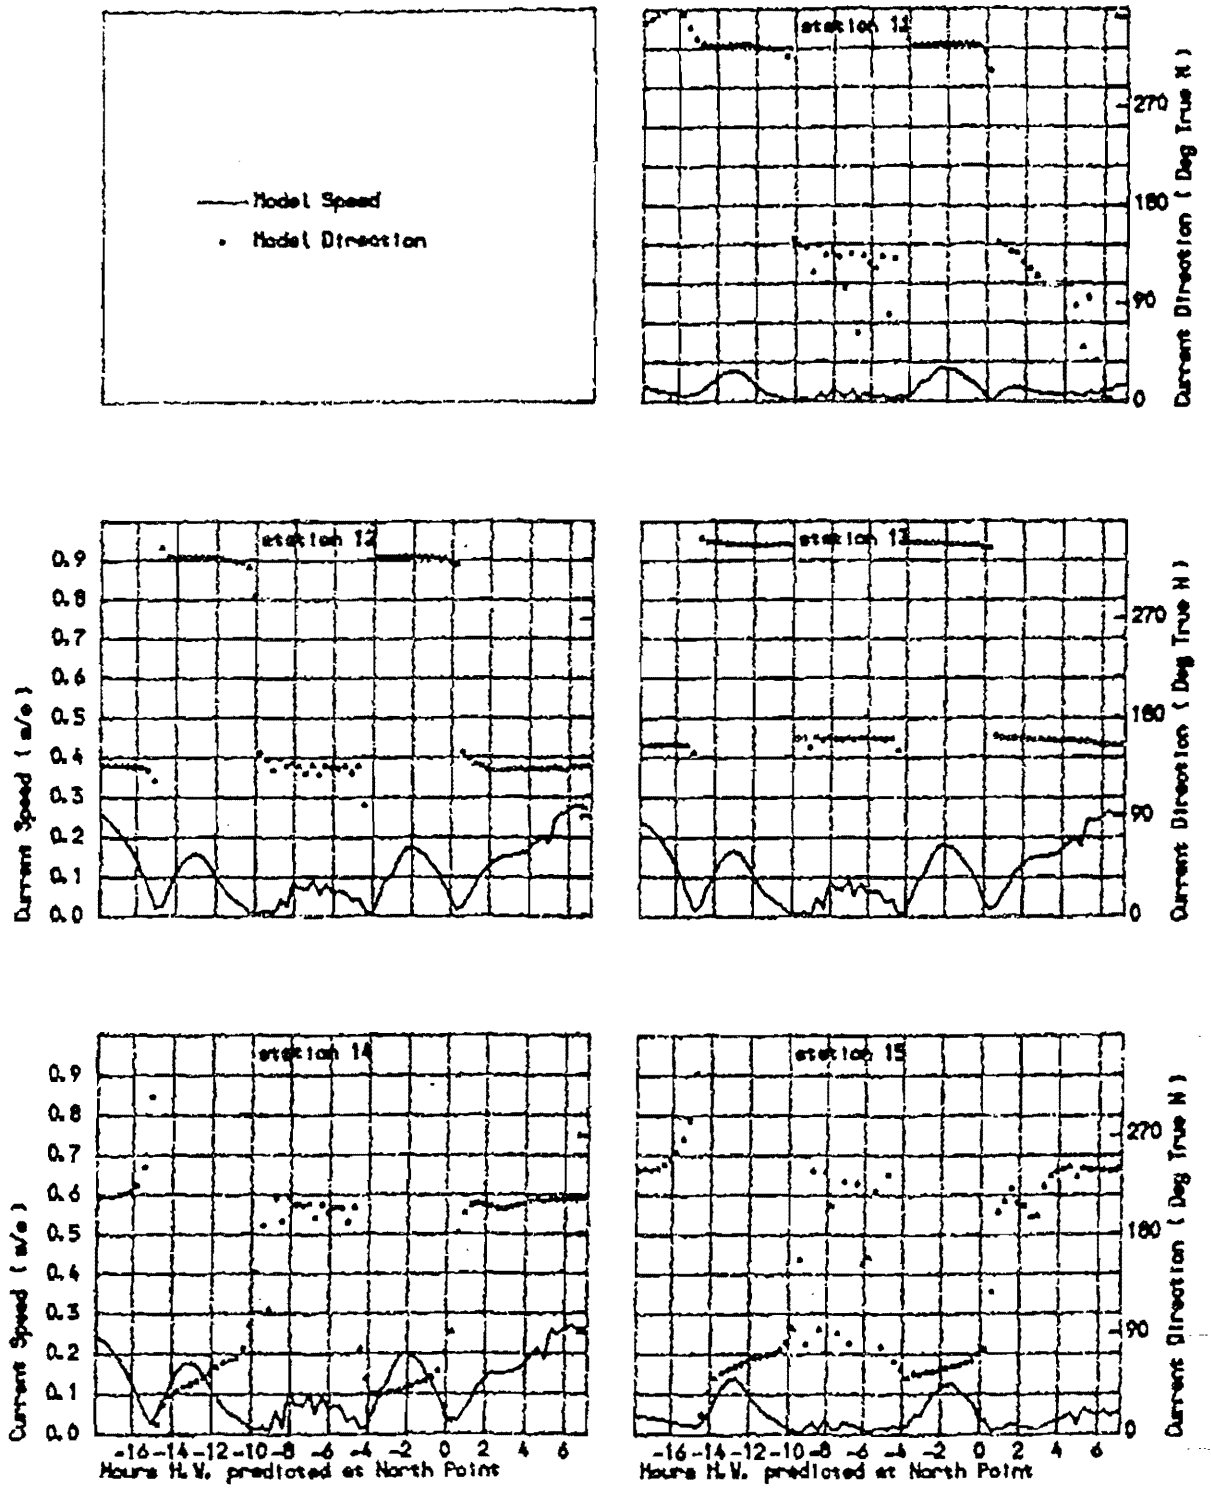 Model Speed
Model Direction
station 11
270
180
90
0
Current Direction ( Deg True N )
station 12
0.9
0.8
0.7
0.6
0.5
0.4
0.3
0.2
0.1
0.0
Current Speed ( m/s )
station 13
270
180
90
0
Current Direction ( Deg True N )
station 14
0.9
0.8
0.7
0.6
0.5
0.4
0.3
0.2
0.1
0.0
Current Speed ( m/s )
-16 -14 -12 -10 -8 -6 -4 -2 0 2 4 6
Hours H.W. predicted at North Point
station 15
270
180
90
0
Current Direction ( Deg True N )
-16 -14 -12 -10 -8 -6 -4 -2 0 2 4 6
Hours H.W. predicted at North Point